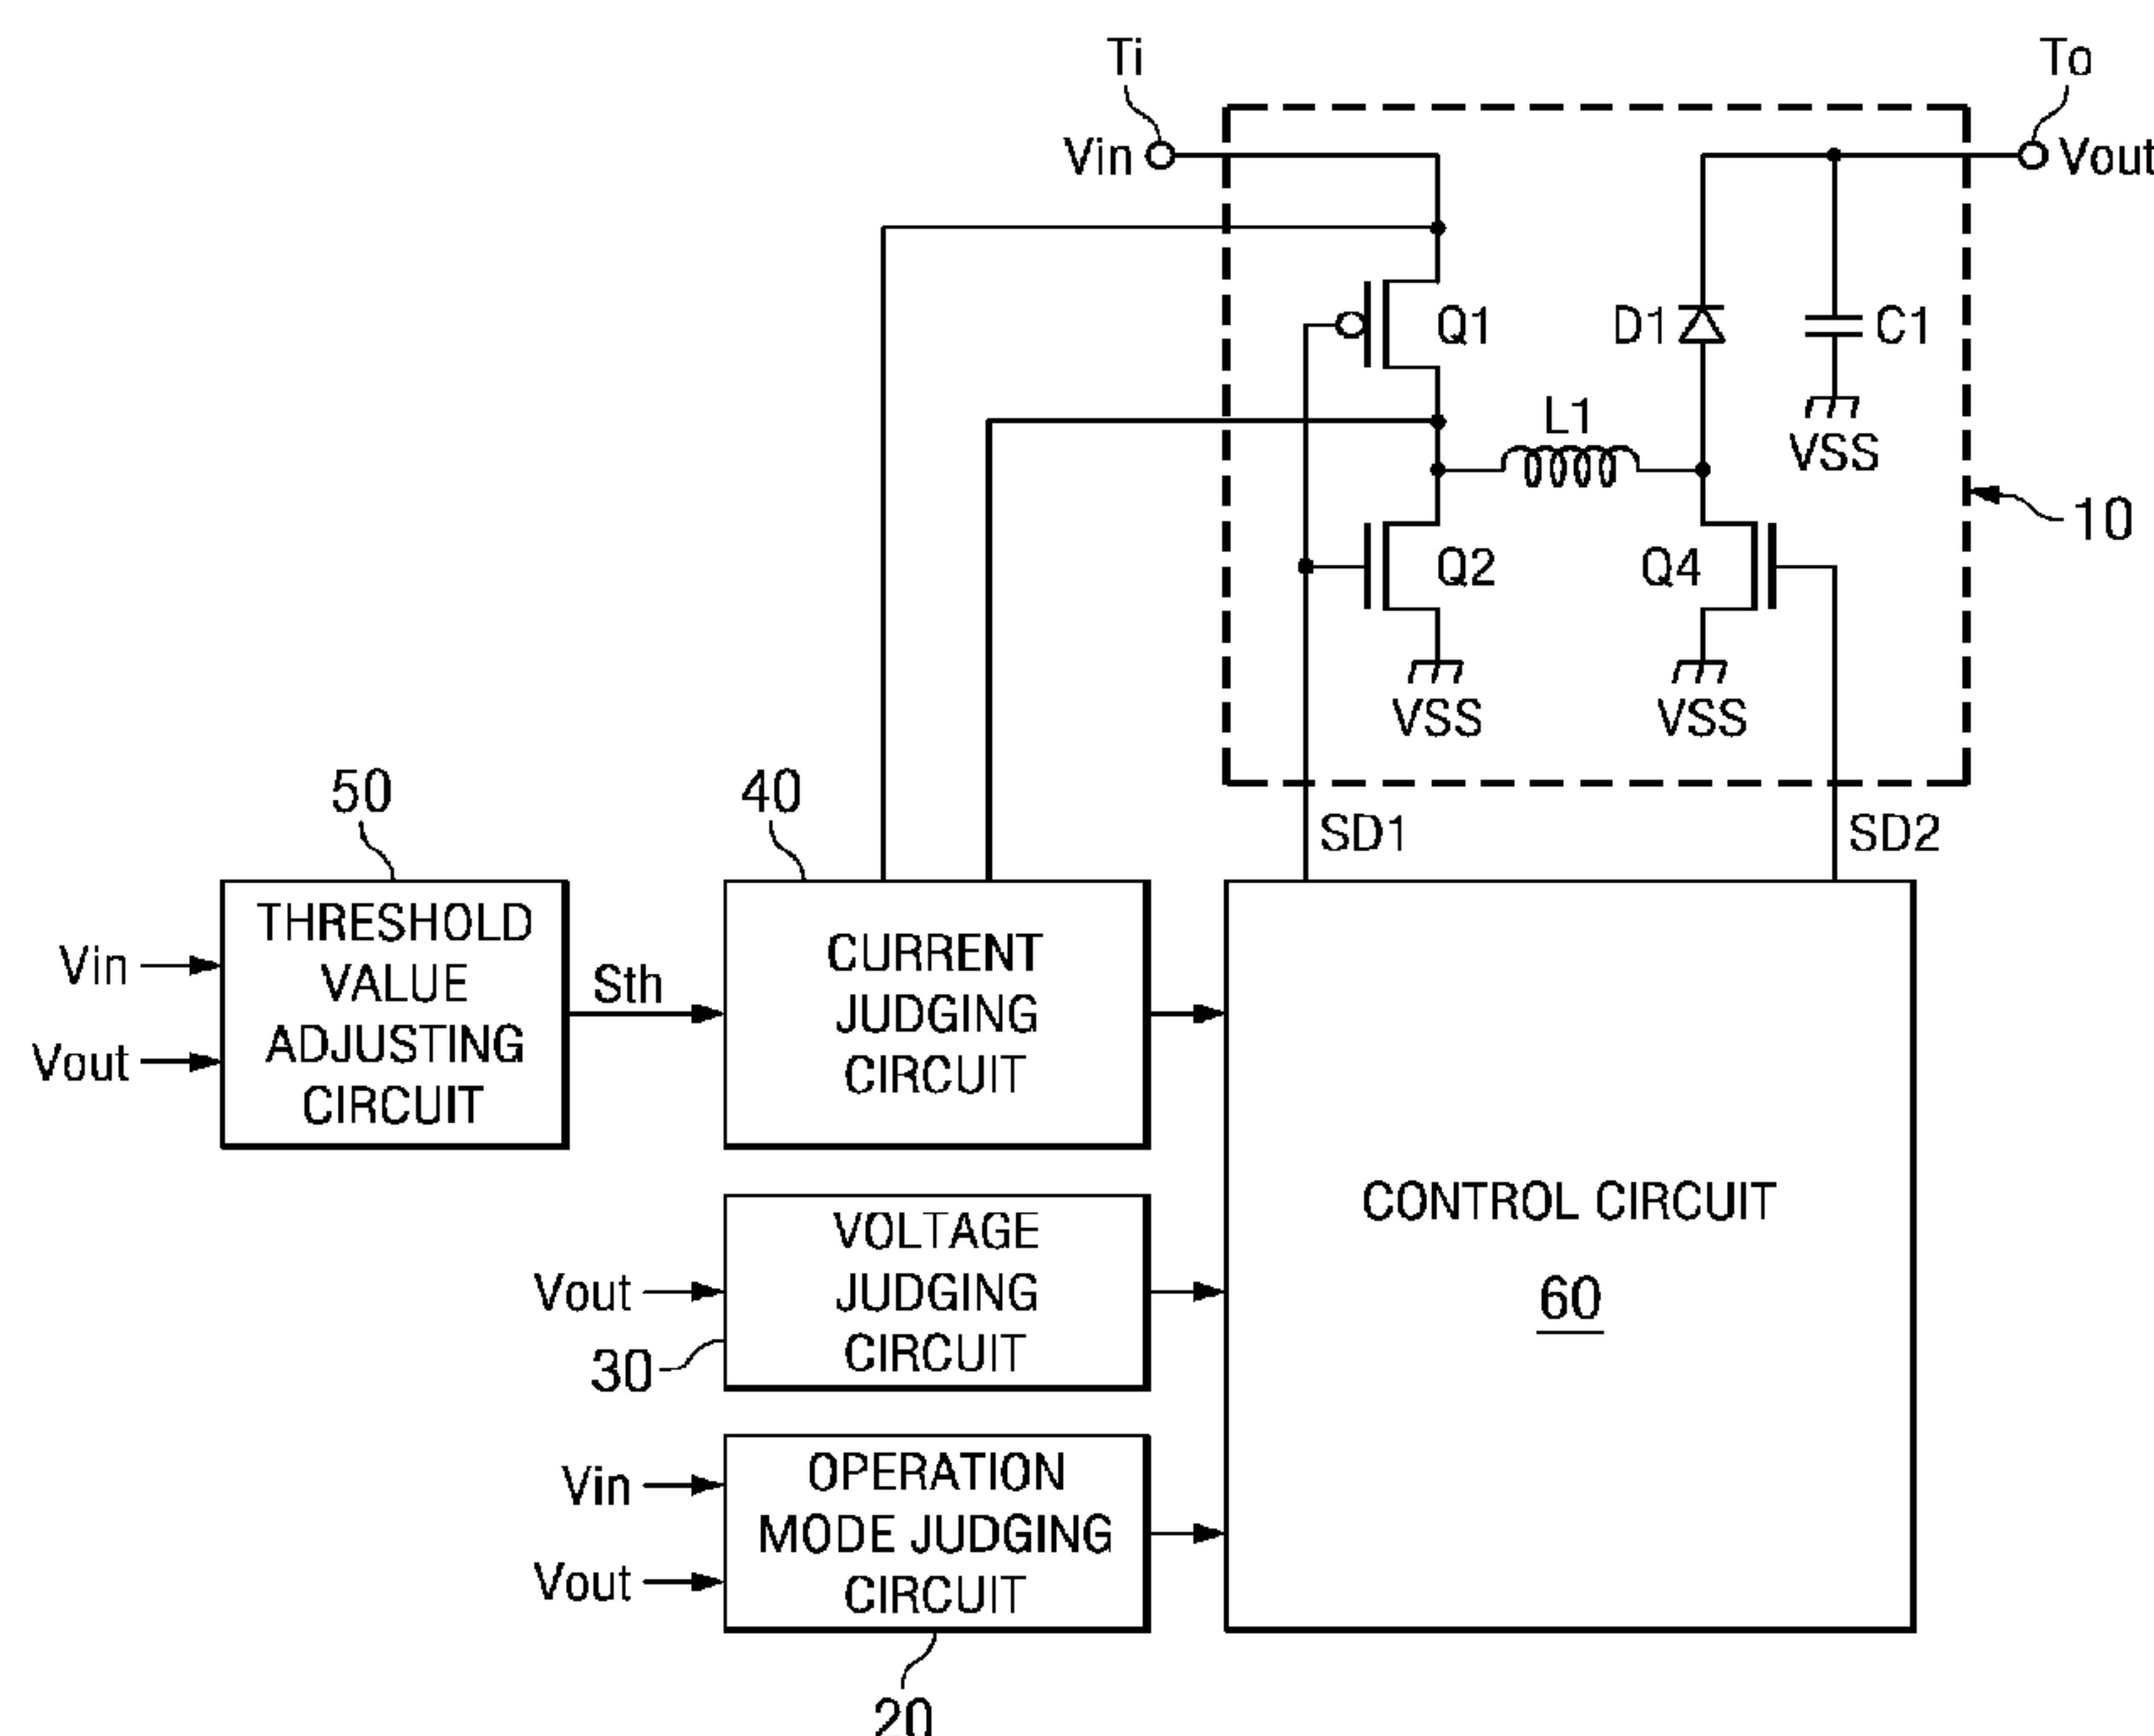 Ti
To
Vin
Vout
Q1
D1
C1
L1
VSS
10
Q2
Q4
VSS
VSS
SD1
SD2
50
40
THRESHOLD
VALUE
ADJUSTING
CIRCUIT
Vin
Vout
Sth
CURRENT
JUDGING
CIRCUIT
VOLTAGE
JUDGING
CIRCUIT
Vout
30
CONTROL CIRCUIT
60
OPERATION
MODE JUDGING
CIRCUIT
Vin
Vout
20